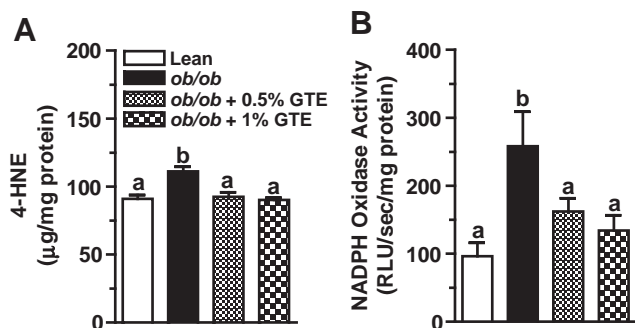 A
200
150
100
50
0
4-HNE
(µg/mg protein)
Lean
ob/ob
ob/ob + 0.5% GTE
ob/ob + 1% GTE
a
b
a
a
B
400
300
200
100
0
NADPH Oxidase Activity
(RLU/sec/mg protein)
a
b
a
a